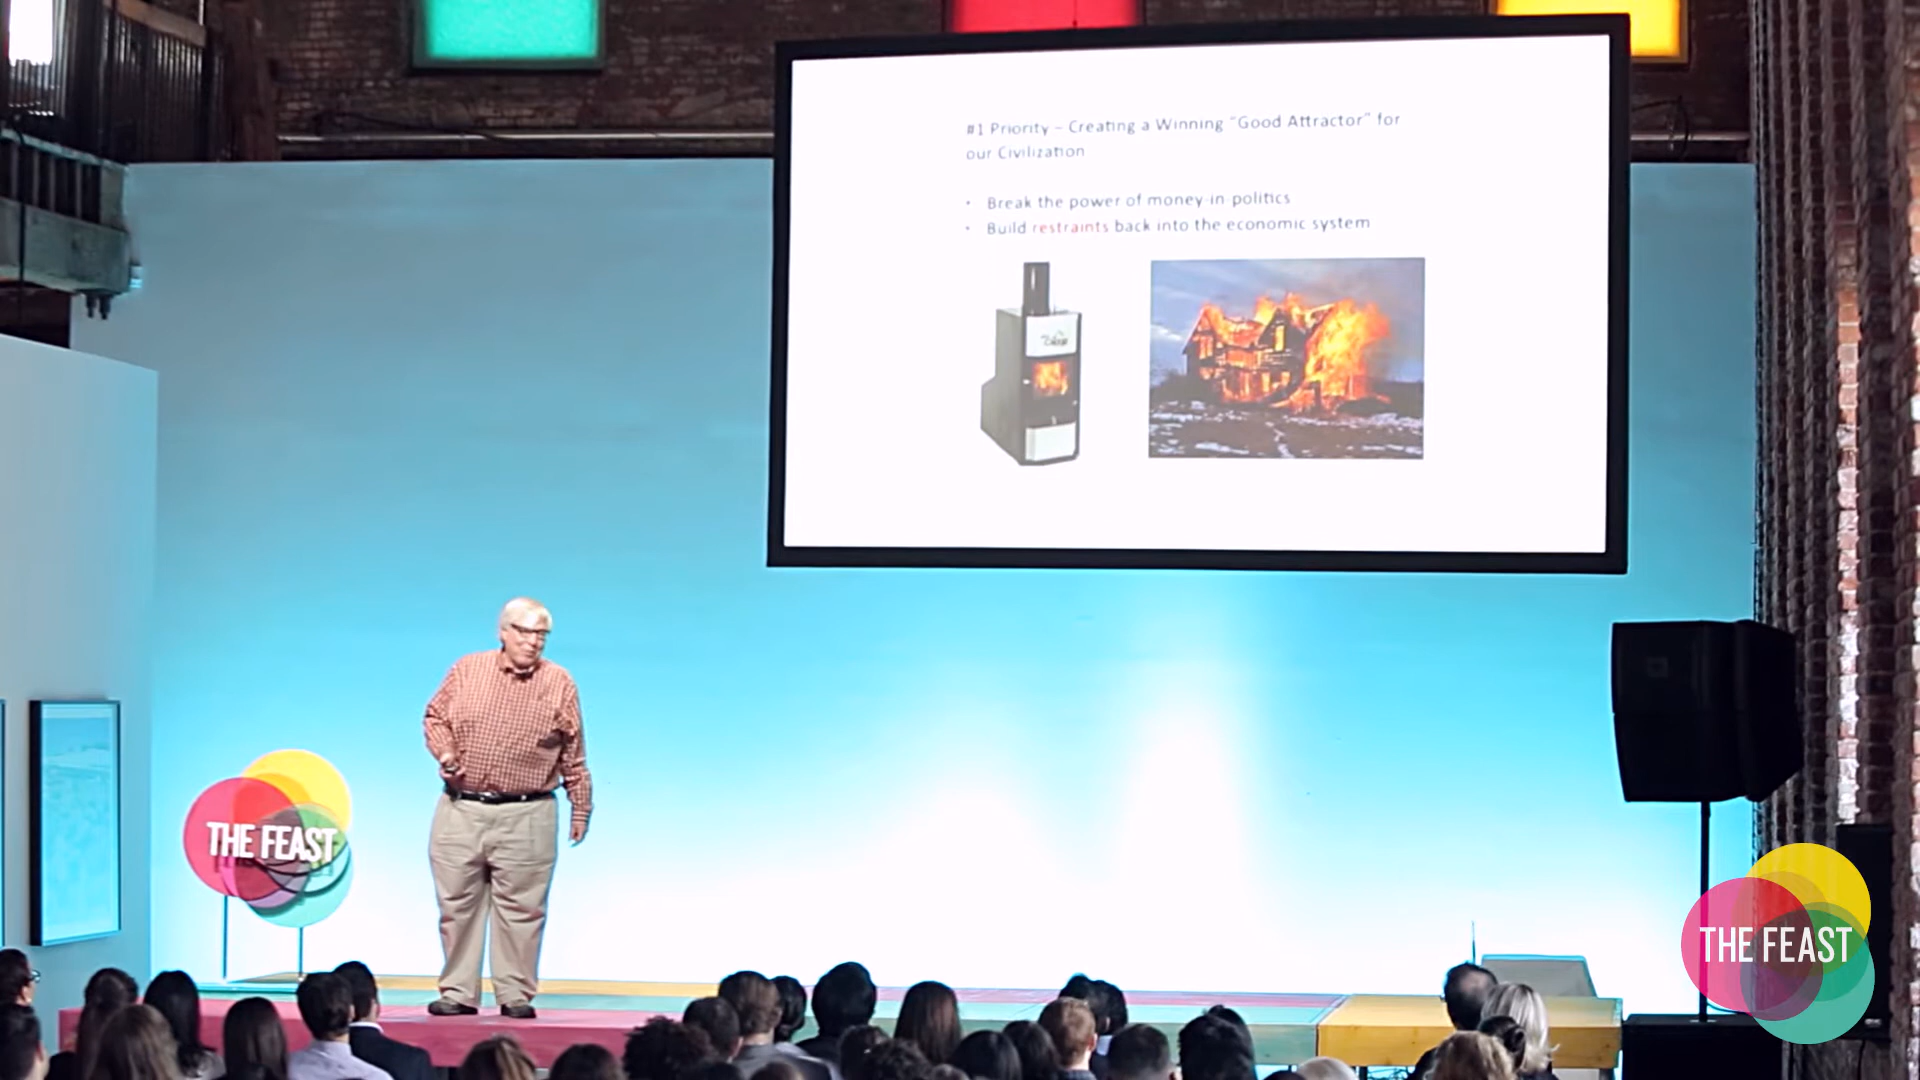 #1 Priority – Creating a Winning "Good Attractor" for
our Civilization
• Break the power of money-in-politics
• Build restraints back into the economic system
THE FEAST
THE FEAST